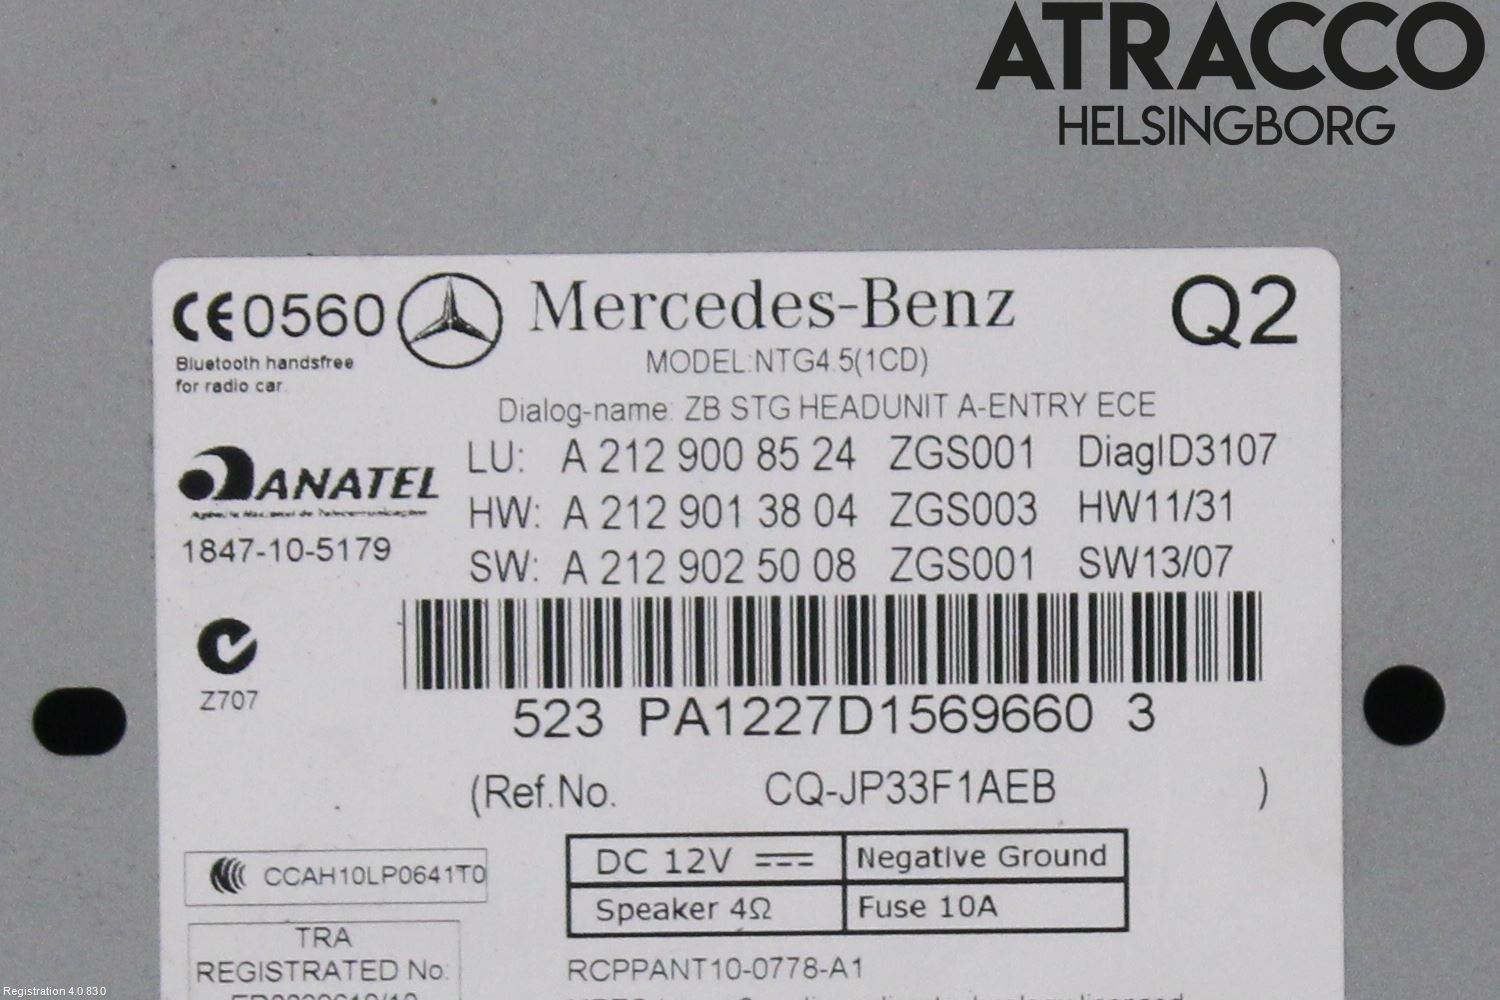 ATRACCO
HELSINGBORG
CE0560
Mercedes-Benz
Q2
Bluetooth handsfree
for radio car.
MODEL:NTG4.5(1CD)
Dialog-name: ZB STG HEADUNIT A-ENTRY ECE
ANATEL
Agência Nacional de Telecomunicações
1847-10-5179
LU: A 212 900 85 24 ZGS001 DiagID3107
HW: A 212 901 38 04 ZGS003 HW11/31
SW: A 212 902 50 08 ZGS001 SW13/07
Z707
523 PA1227D1569660 3
(Ref.No. CQ-JP33F1AEB )
CCAH10LP0641T0
DC 12V Negative Ground
Speaker 4Ω Fuse 10A
TRA
REGISTRATED No:
RCPPANT10-0778-A1
Registration 4.0.83.0